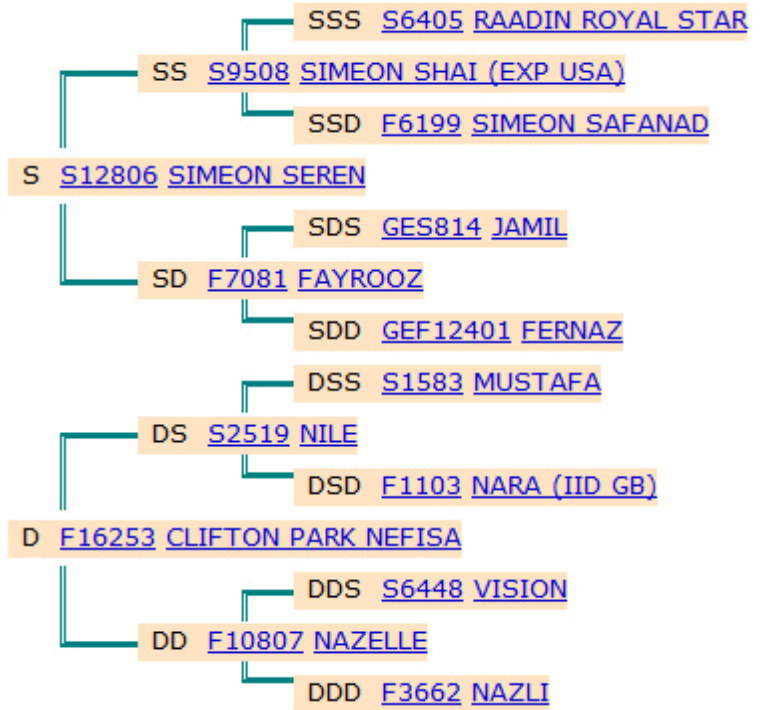 SSS S6405 RAADIN ROYAL STAR
SS S9508 SIMEON SHAI (EXP USA)
SSD F6199 SIMEON SAFANAD
S S12806 SIMEON SEREN
SDS GES814 JAMIL
SD F7081 FAYROOZ
SDD GEF12401 FERNAZ
DSS S1583 MUSTAFA
DS S2519 NILE
DSD F1103 NARA (IID GB)
D F16253 CLIFTON PARK NEFISA
DDS S6448 VISION
DD F10807 NAZELLE
DDD F3662 NAZLI